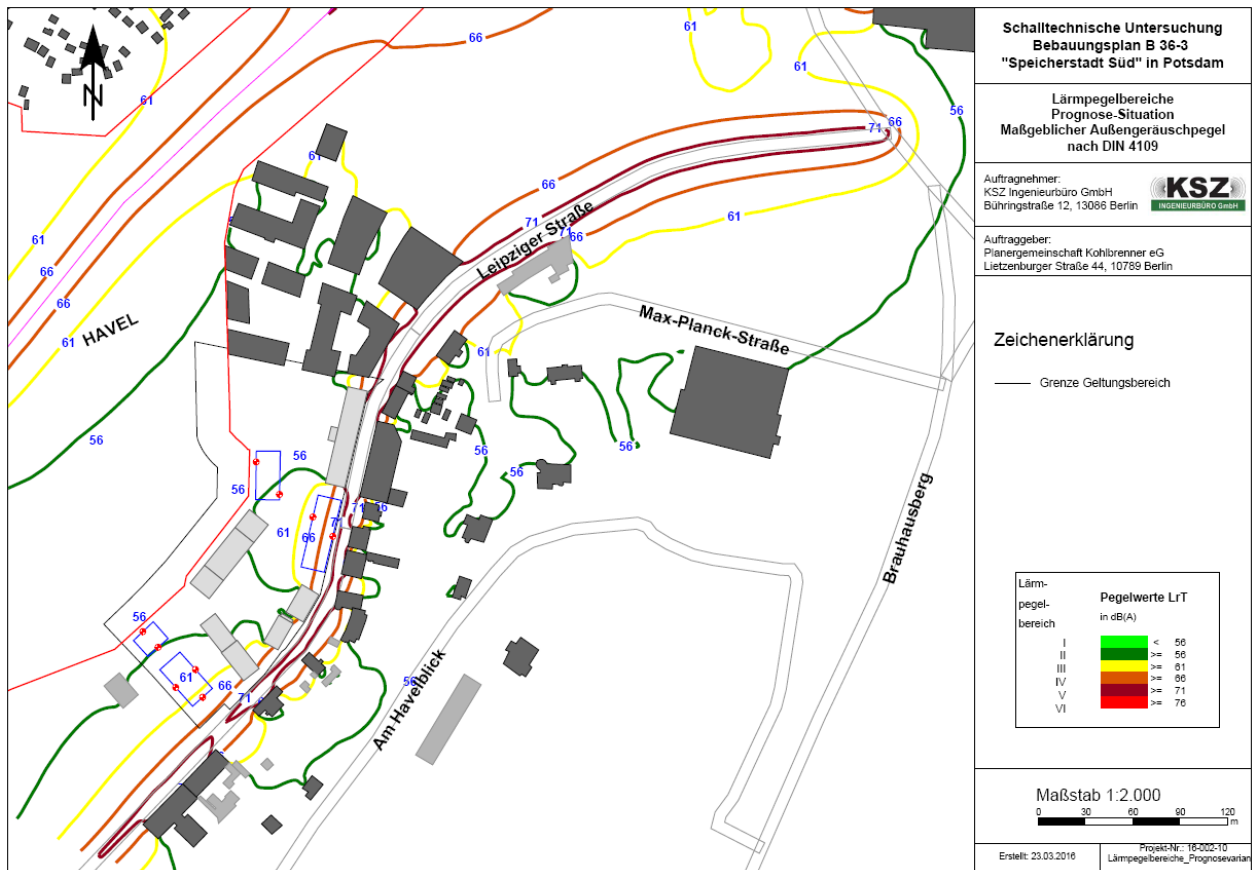 Schalltechnische Untersuchung
Bebauungsplan B 36-3
"Speicherstadt Süd" in Potsdam
Lärmpegelbereiche
Prognose-Situation
Maßgeblicher Außengeräuschpegel
nach DIN 4109
Auftragnehmer:
KSZ Ingenieurbüro GmbH
Bühringstraße 12, 13086 Berlin
KSZ
INGENIEURBÜRO GmbH
Auftraggeber:
Planergemeinschaft Kohlbrenner eG
Lietzenburger Straße 44, 10789 Berlin
Zeichenerklärung
Grenze Geltungsbereich
Lärm-
pegel-
bereich
Pegelwerte LrT
in dB(A)
I < 56
II >= 56
III >= 61
IV >= 66
V >= 71
VI >= 76
Maßstab 1:2.000
0 30 60 90 120
m
Erstellt: 23.03.2016
Projekt-Nr.: 16-002-10
Lärmpegelbereiche_Prognosevarian
N
HAVEL
Leipziger Straße
Max-Planck-Straße
Brauhausberg
Am Havelblick
66
61
61
56
61
71
66
61
66
71
61
71
66
61
66
61
61
56
56
56
56
56
56
61
66
71
71
56
61
66
71
56